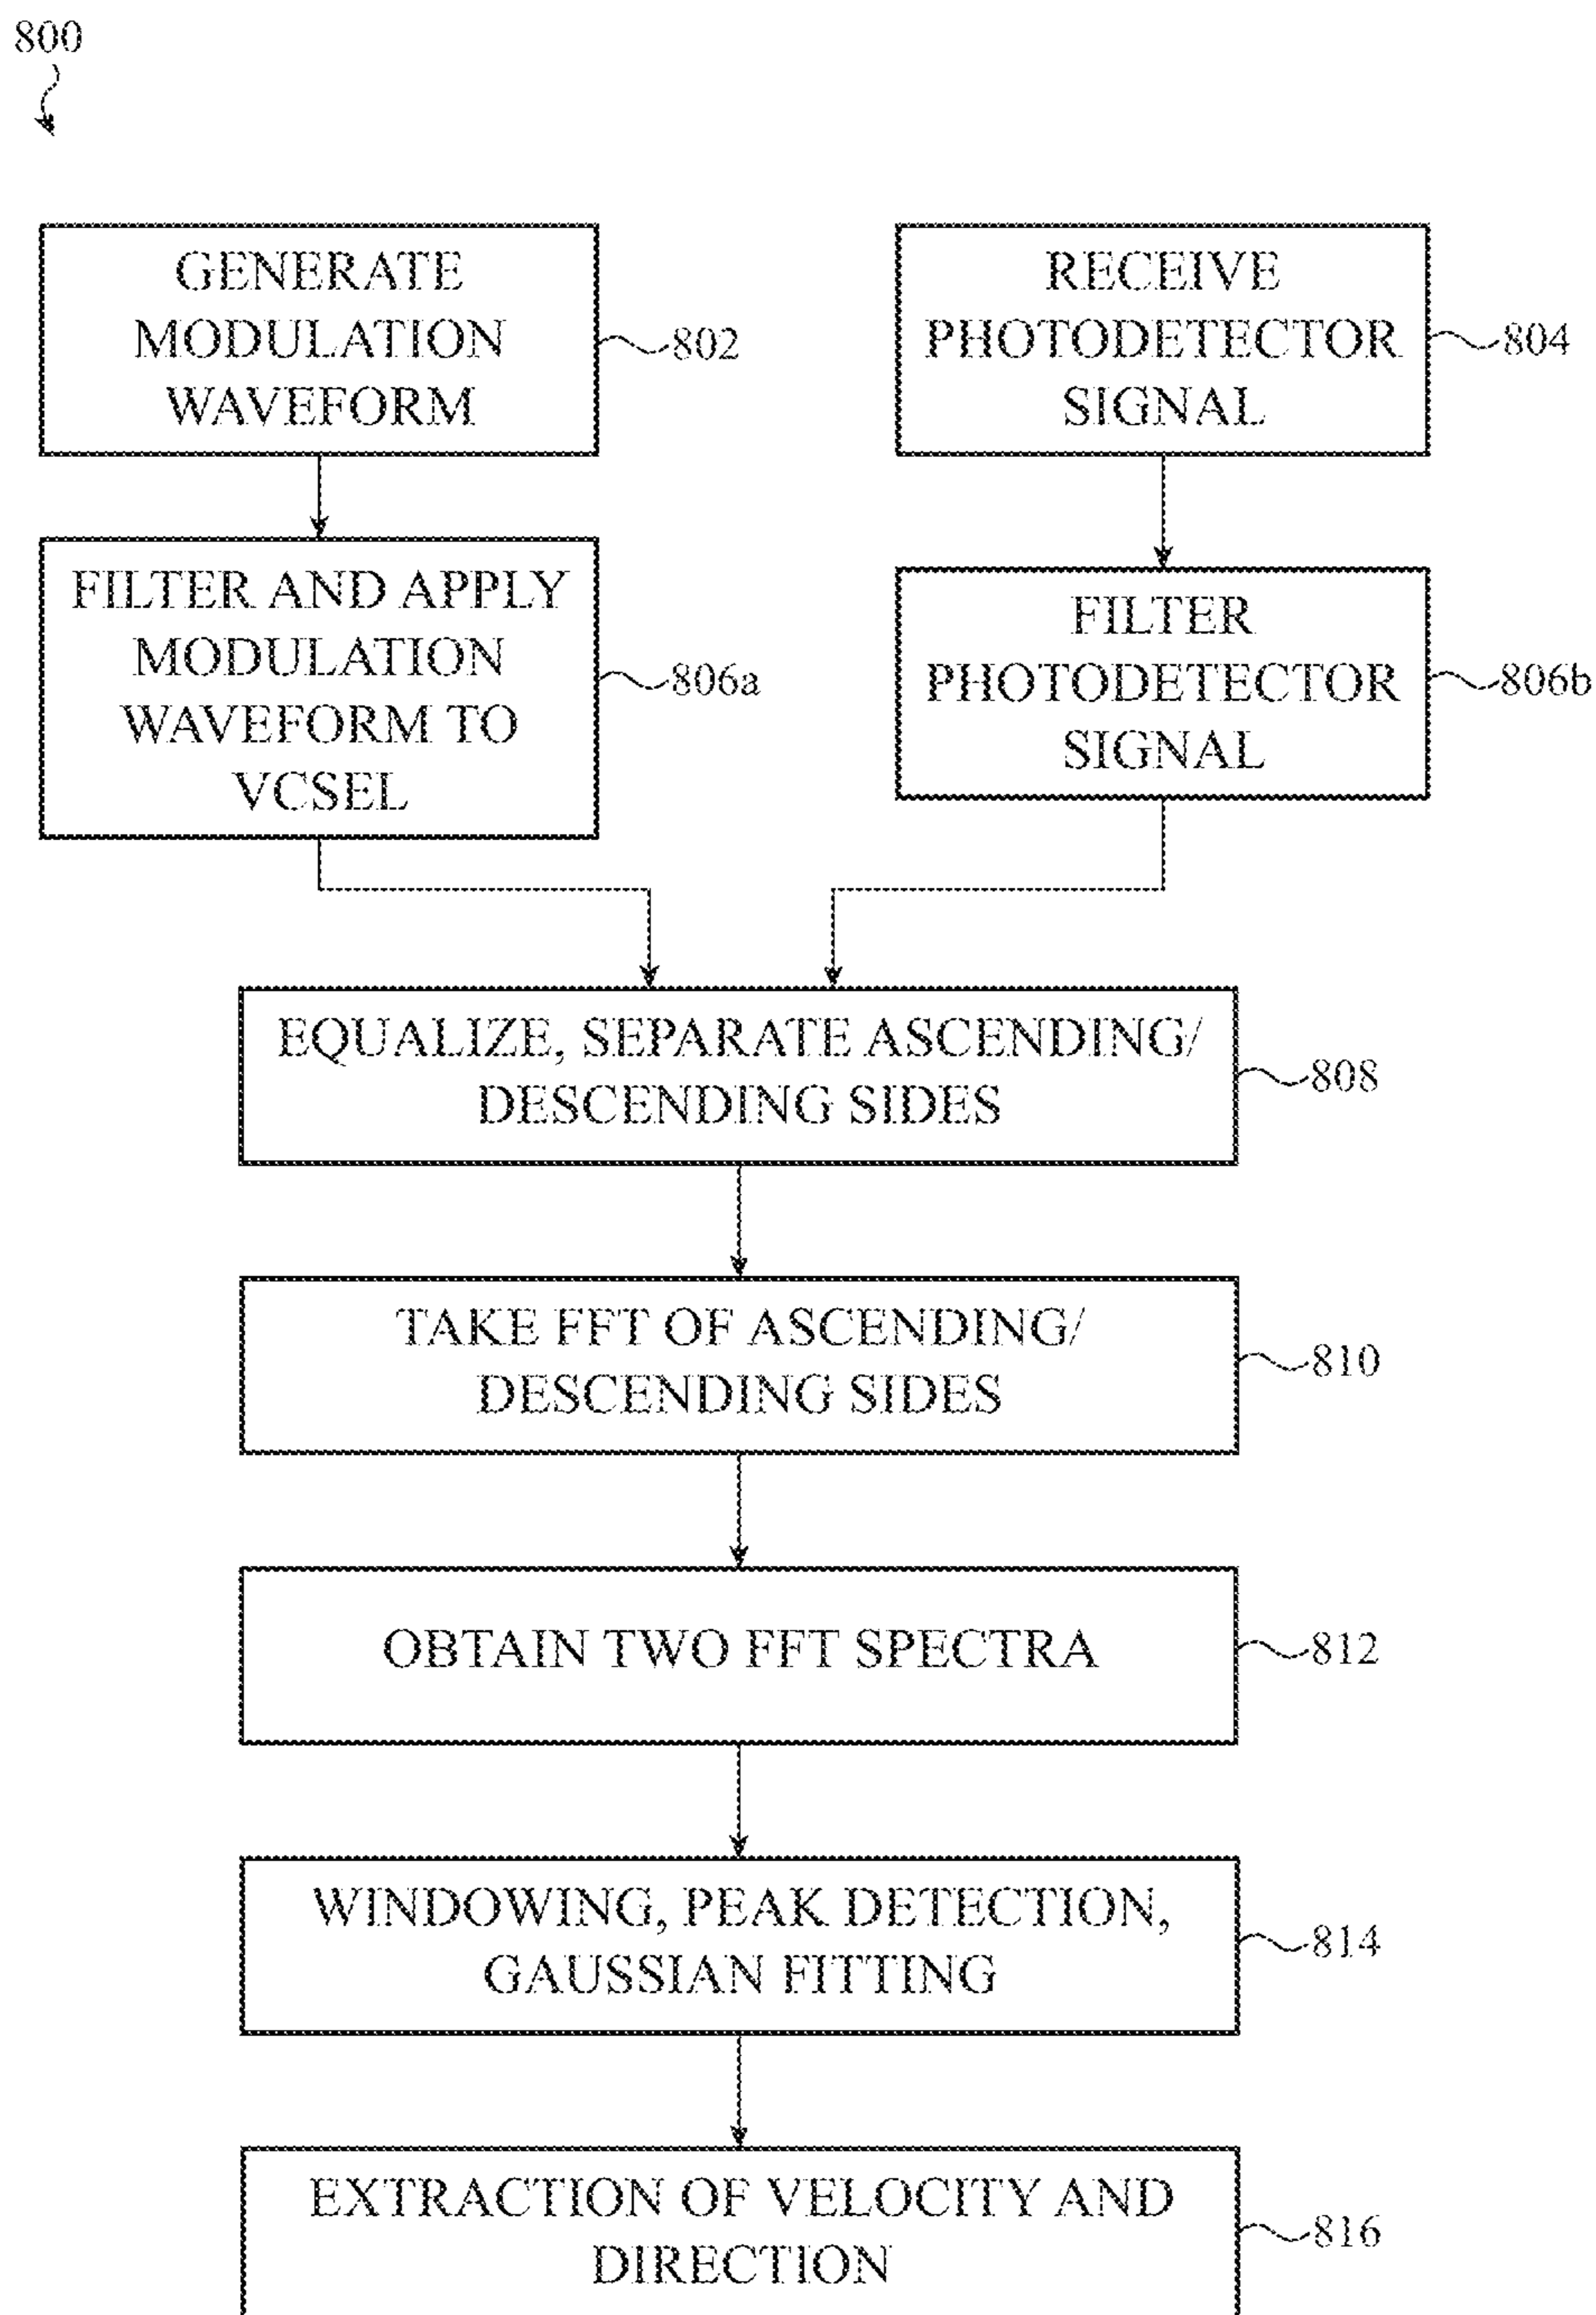 800
GENERATE
MODULATION
WAVEFORM
802
RECEIVE
PHOTODETECTOR
SIGNAL
804
FILTER AND APPLY
MODULATION
WAVEFORM TO
VCSEL
806a
FILTER
PHOTODETECTOR
SIGNAL
806b
EQUALIZE, SEPARATE ASCENDING/
DESCENDING SIDES
808
TAKE FFT OF ASCENDING/
DESCENDING SIDES
810
OBTAIN TWO FFT SPECTRA
812
WINDOWING, PEAK DETECTION,
GAUSSIAN FITTING
814
EXTRACTION OF VELOCITY AND
DIRECTION
816